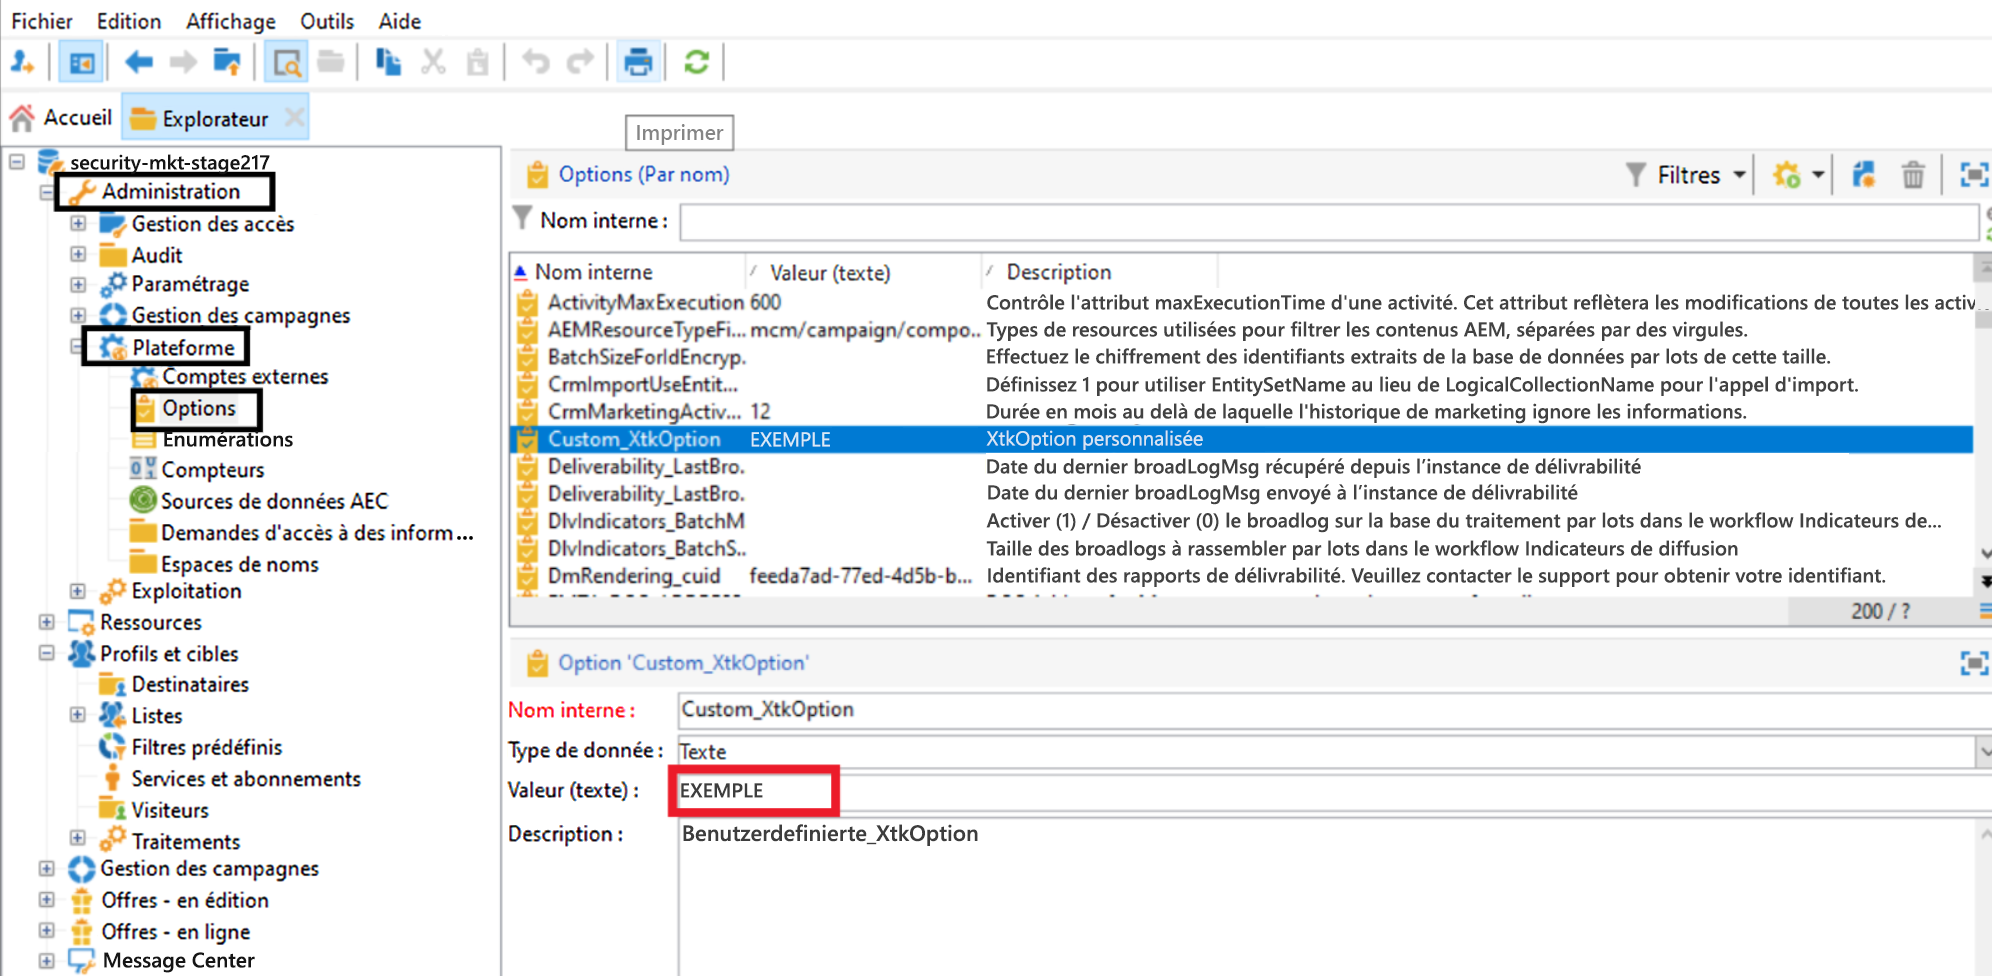 Fichier Edition Affichage Outils Aide
Accueil Explorateur
Imprimer
security-mkt-stage217
Administration
Gestion des accès
Audit
Paramétrage
Gestion des campagnes
Plateforme
Comptes externes
Options
Enumérations
Compteurs
Sources de données AEC
Demandes d'accès à des inform...
Espaces de noms
Exploitation
Ressources
Profils et cibles
Destinataires
Listes
Filtres prédéfinis
Services et abonnements
Visiteurs
Traitements
Gestion des campagnes
Offres - en édition
Offres - en ligne
Message Center
Options (Par nom) Filtres
Nom interne :
Nom interne Valeur (texte) Description
ActivityMaxExecution 600 Contrôle l'attribut maxExecutionTime d'une activité. Cet attribut reflètera les modifications de toutes les activ
AEMResourceTypeFi... mcm/campaign/compo... Types de resources utilisées pour filtrer les contenus AEM, séparées par des virgules.
BatchSizeForIdEncryp. Effectuez le chiffrement des identifiants extraits de la base de données par lots de cette taille.
CrmImportUseEntit... Définissez 1 pour utiliser EntitySetName au lieu de LogicalCollectionName pour l'appel d'import.
CrmMarketingActiv... 12 Durée en mois au delà de laquelle l'historique de marketing ignore les informations.
Custom_XtkOption EXEMPLE XtkOption personnalisée
Deliverability_LastBro. Date du dernier broadLogMsg récupéré depuis l’instance de délivrabilité
Deliverability_LastBro. Date du dernier broadLogMsg envoyé à l’instance de délivrabilité
DlvIndicators_BatchM Activer (1) / Désactiver (0) le broadlog sur la base du traitement par lots dans le workflow Indicateurs de...
DlvIndicators_BatchS.. Taille des broadlogs à rassembler par lots dans le workflow Indicateurs de diffusion
DmRendering_cuid feeda7ad-77ed-4d5b-b... Identifiant des rapports de délivrabilité. Veuillez contacter le support pour obtenir votre identifiant.
200 / ?
Option 'Custom_XtkOption'
Nom interne : Custom_XtkOption
Type de donnée : Texte
Valeur (texte) : EXEMPLE
Description : Benutzerdefinierte_XtkOption